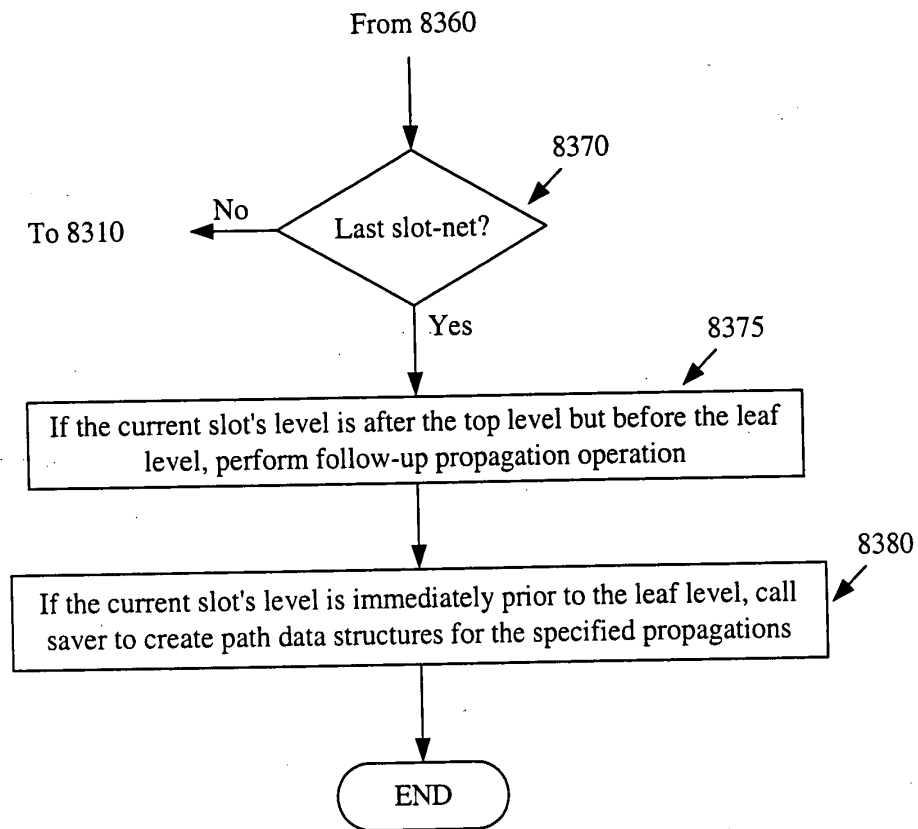 From 8360
8370
Last slot-net?
No
To 8310
Yes
8375
If the current slot's level is after the top level but before the leaf
level, perform follow-up propagation operation
8380
If the current slot's level is immediately prior to the leaf level, call
saver to create path data structures for the specified propagations
END